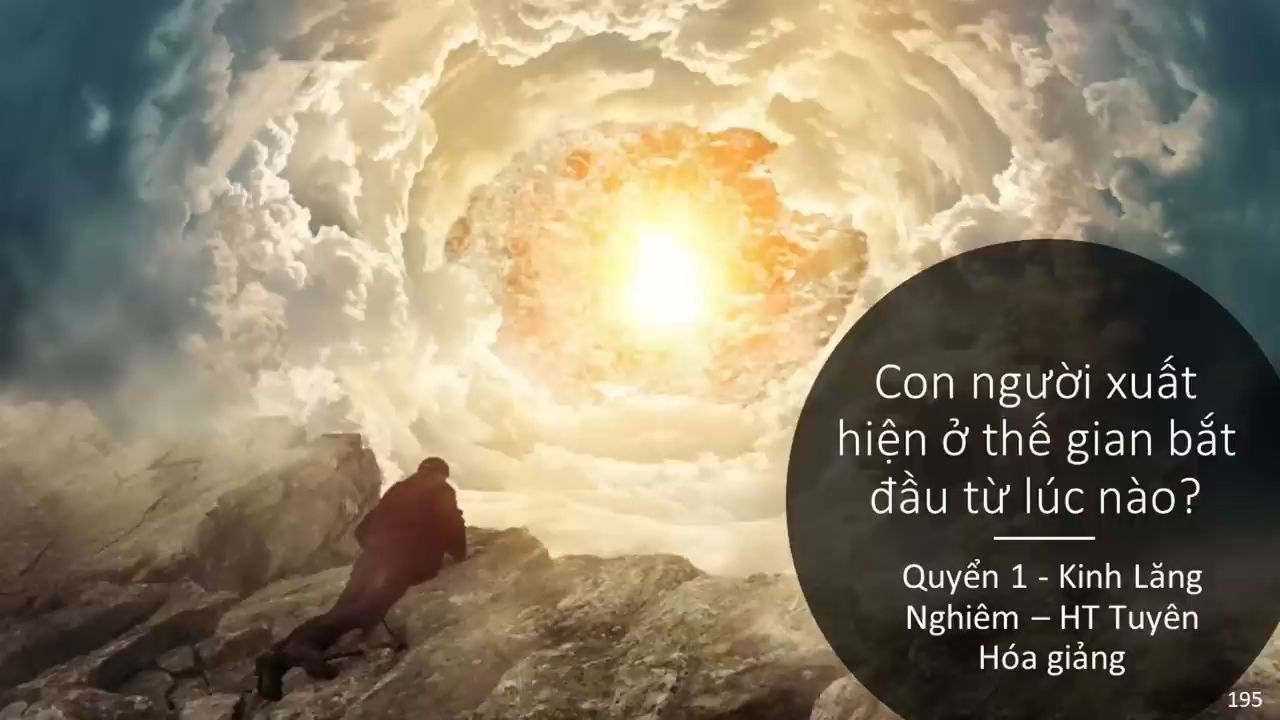 Con người xuất
hiện ở thế gian bắt
đầu từ lúc nào?
Quyển 1 - Kinh Lăng
Nghiêm – HT Tuyên
Hóa giảng
195